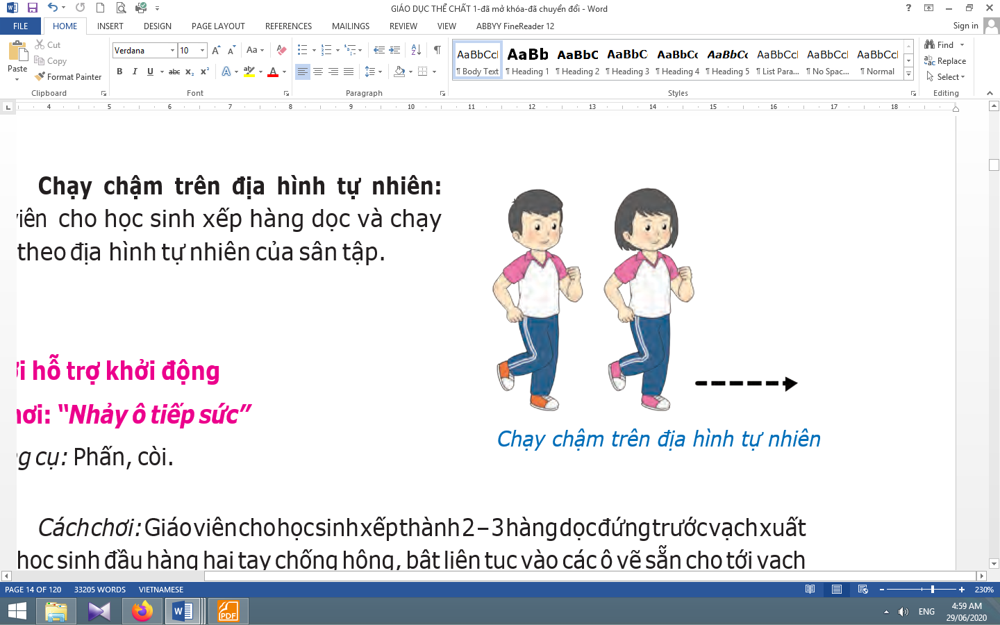 GIÁO DỤC THỂ CHẤT 1-đã mở khóa-đã chuyển đổi - Word
FILE HOME INSERT DESIGN PAGE LAYOUT REFERENCES MAILINGS REVIEW VIEW ABBYY FineReader 12 Sign in
Paste
Cut
Copy
Format Painter
Clipboard
Verdana 10
Font
Paragraph
AaBbCcI AaBb AaBbC AaBbC AaBbCc AaBbCc AaBbCcI AaBbCcI AaBbCcI
¶ Body Text ¶ Heading 1 ¶ Heading 2 ¶ Heading 3 ¶ Heading 4 ¶ Heading 5 ¶ List Para... ¶ No Spac... ¶ Normal
Styles
Find
Replace
Select
Editing
4 5 6 7 8 9 10 11 12 13 14 15 16 17 18
Chạy chậm trên địa hình tự nhiên:
viên cho học sinh xếp hàng dọc và chạy
theo địa hình tự nhiên của sân tập.
hỗ trợ khởi động
“Nhảy ô tiếp sức”
cụ: Phấn, còi.
Chạy chậm trên địa hình tự nhiên
Cách chơi: Giáo viên cho học sinh xếp thành 2 – 3 hàng dọc đứng trước vạch xuất
học sinh đầu hàng hai tay chống hông, bật liên tục vào các ô vẽ sẵn cho tới vạch
PAGE 14 OF 120 33205 WORDS VIETNAMESE 230%
PDF
ENG
4:59 AM
29/06/2020